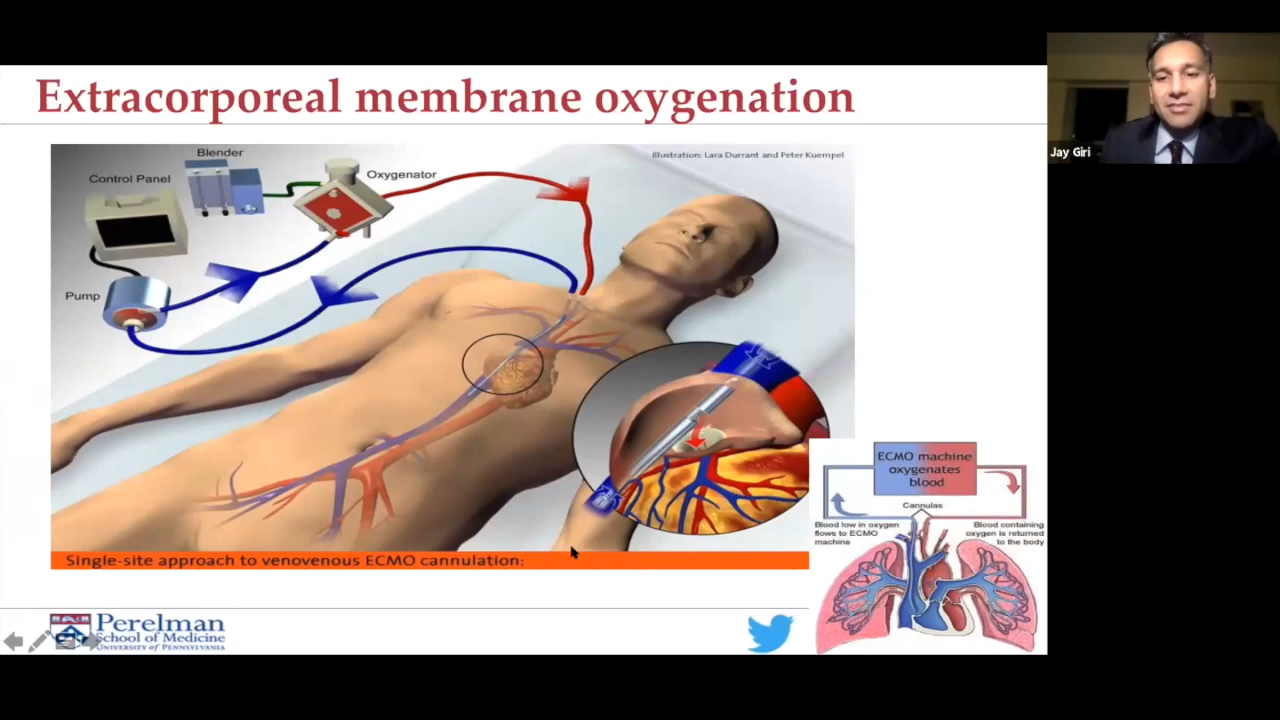 Extracorporeal membrane oxygenation
Jay Giri
Illustration: Lara Durrant and Peter Kuempel
Blender
Control Panel
Oxygenator
Pump
ECMO machine
oxygenates
blood
Cannulas
Blood low in oxygen
flows to ECMO
machine
Blood containing
oxygen is returned
to the body
Single-site approach to venovenous ECMO cannulation:
Perelman
School of Medicine
UNIVERSITY OF PENNSYLVANIA